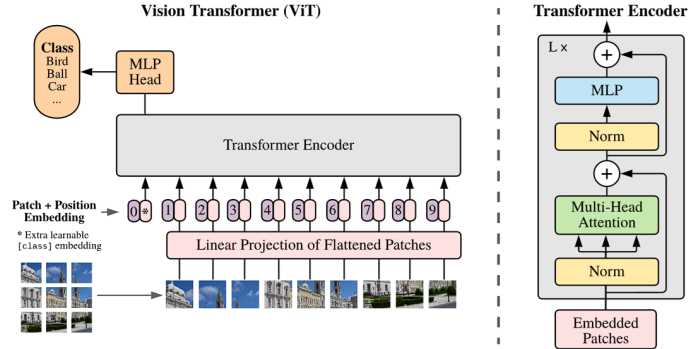 Vision Transformer (ViT)
Class
Bird
Ball
Car
...
MLP
Head
Transformer Encoder
Patch + Position
Embedding
0 * 1 2 3 4 5 6 7 8 9
* Extra learnable
[class] embedding
Linear Projection of Flattened Patches
Transformer Encoder
L x
+
MLP
Norm
+
Multi-Head
Attention
Norm
Embedded
Patches